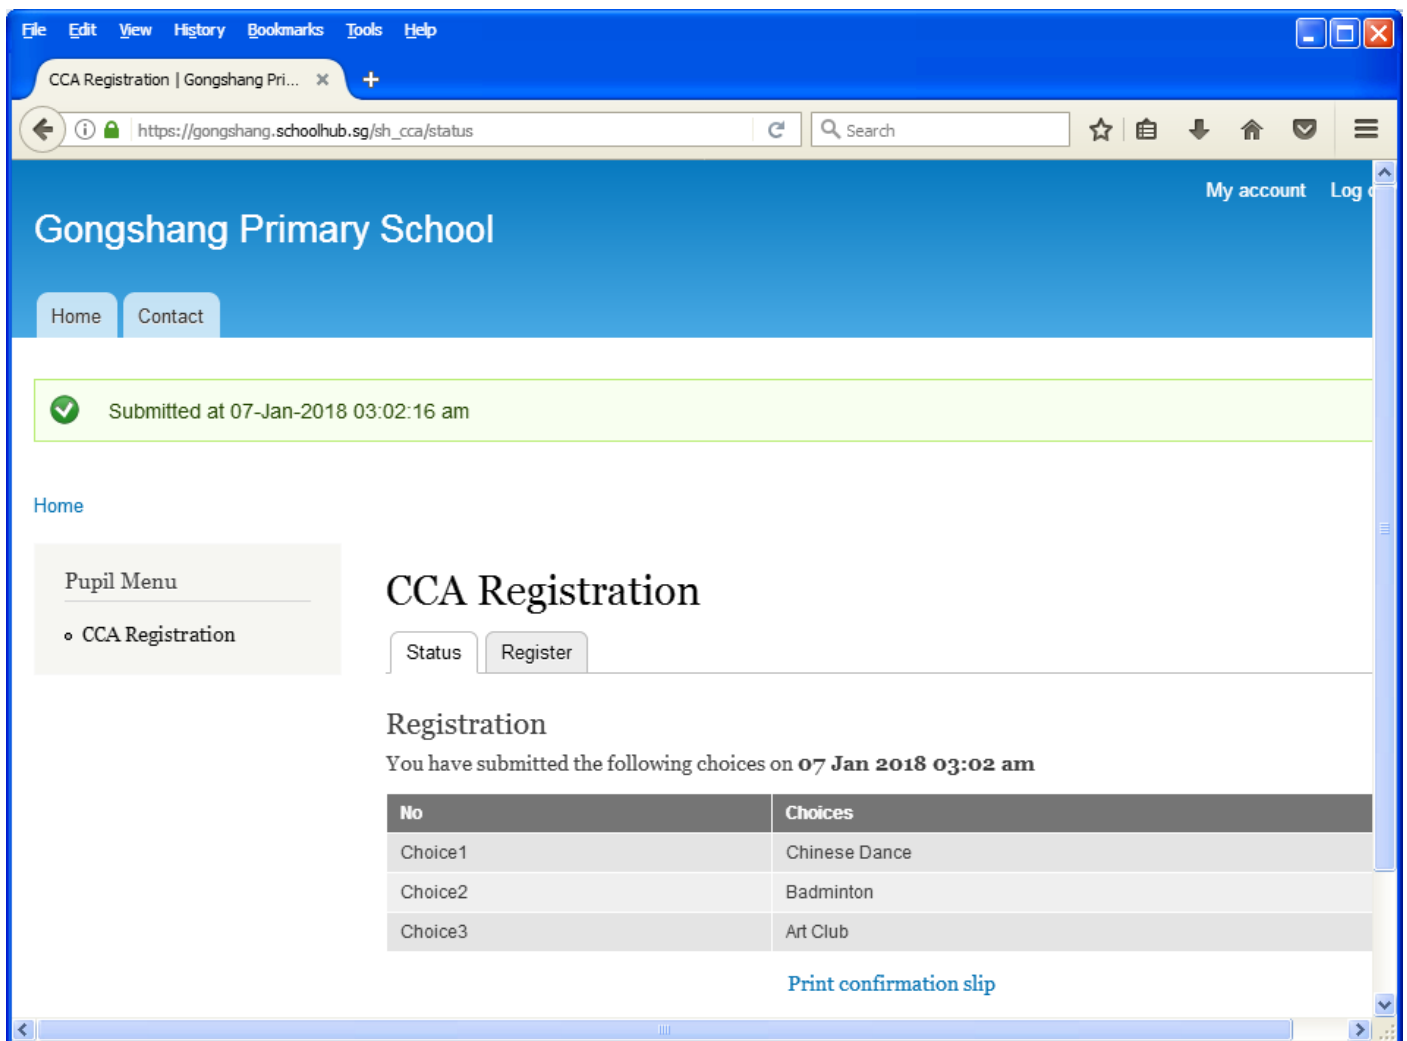 File Edit View History Bookmarks Tools Help
CCA Registration | Gongshang Pri...
https://gongshang.schoolhub.sg/sh_cca/status
Search
My account Log
Gongshang Primary School
Home Contact
Submitted at 07-Jan-2018 03:02:16 am
Home
Pupil Menu
CCA Registration
CCA Registration
Status Register
Registration
You have submitted the following choices on 07 Jan 2018 03:02 am
No Choices
Choice1 Chinese Dance
Choice2 Badminton
Choice3 Art Club
Print confirmation slip